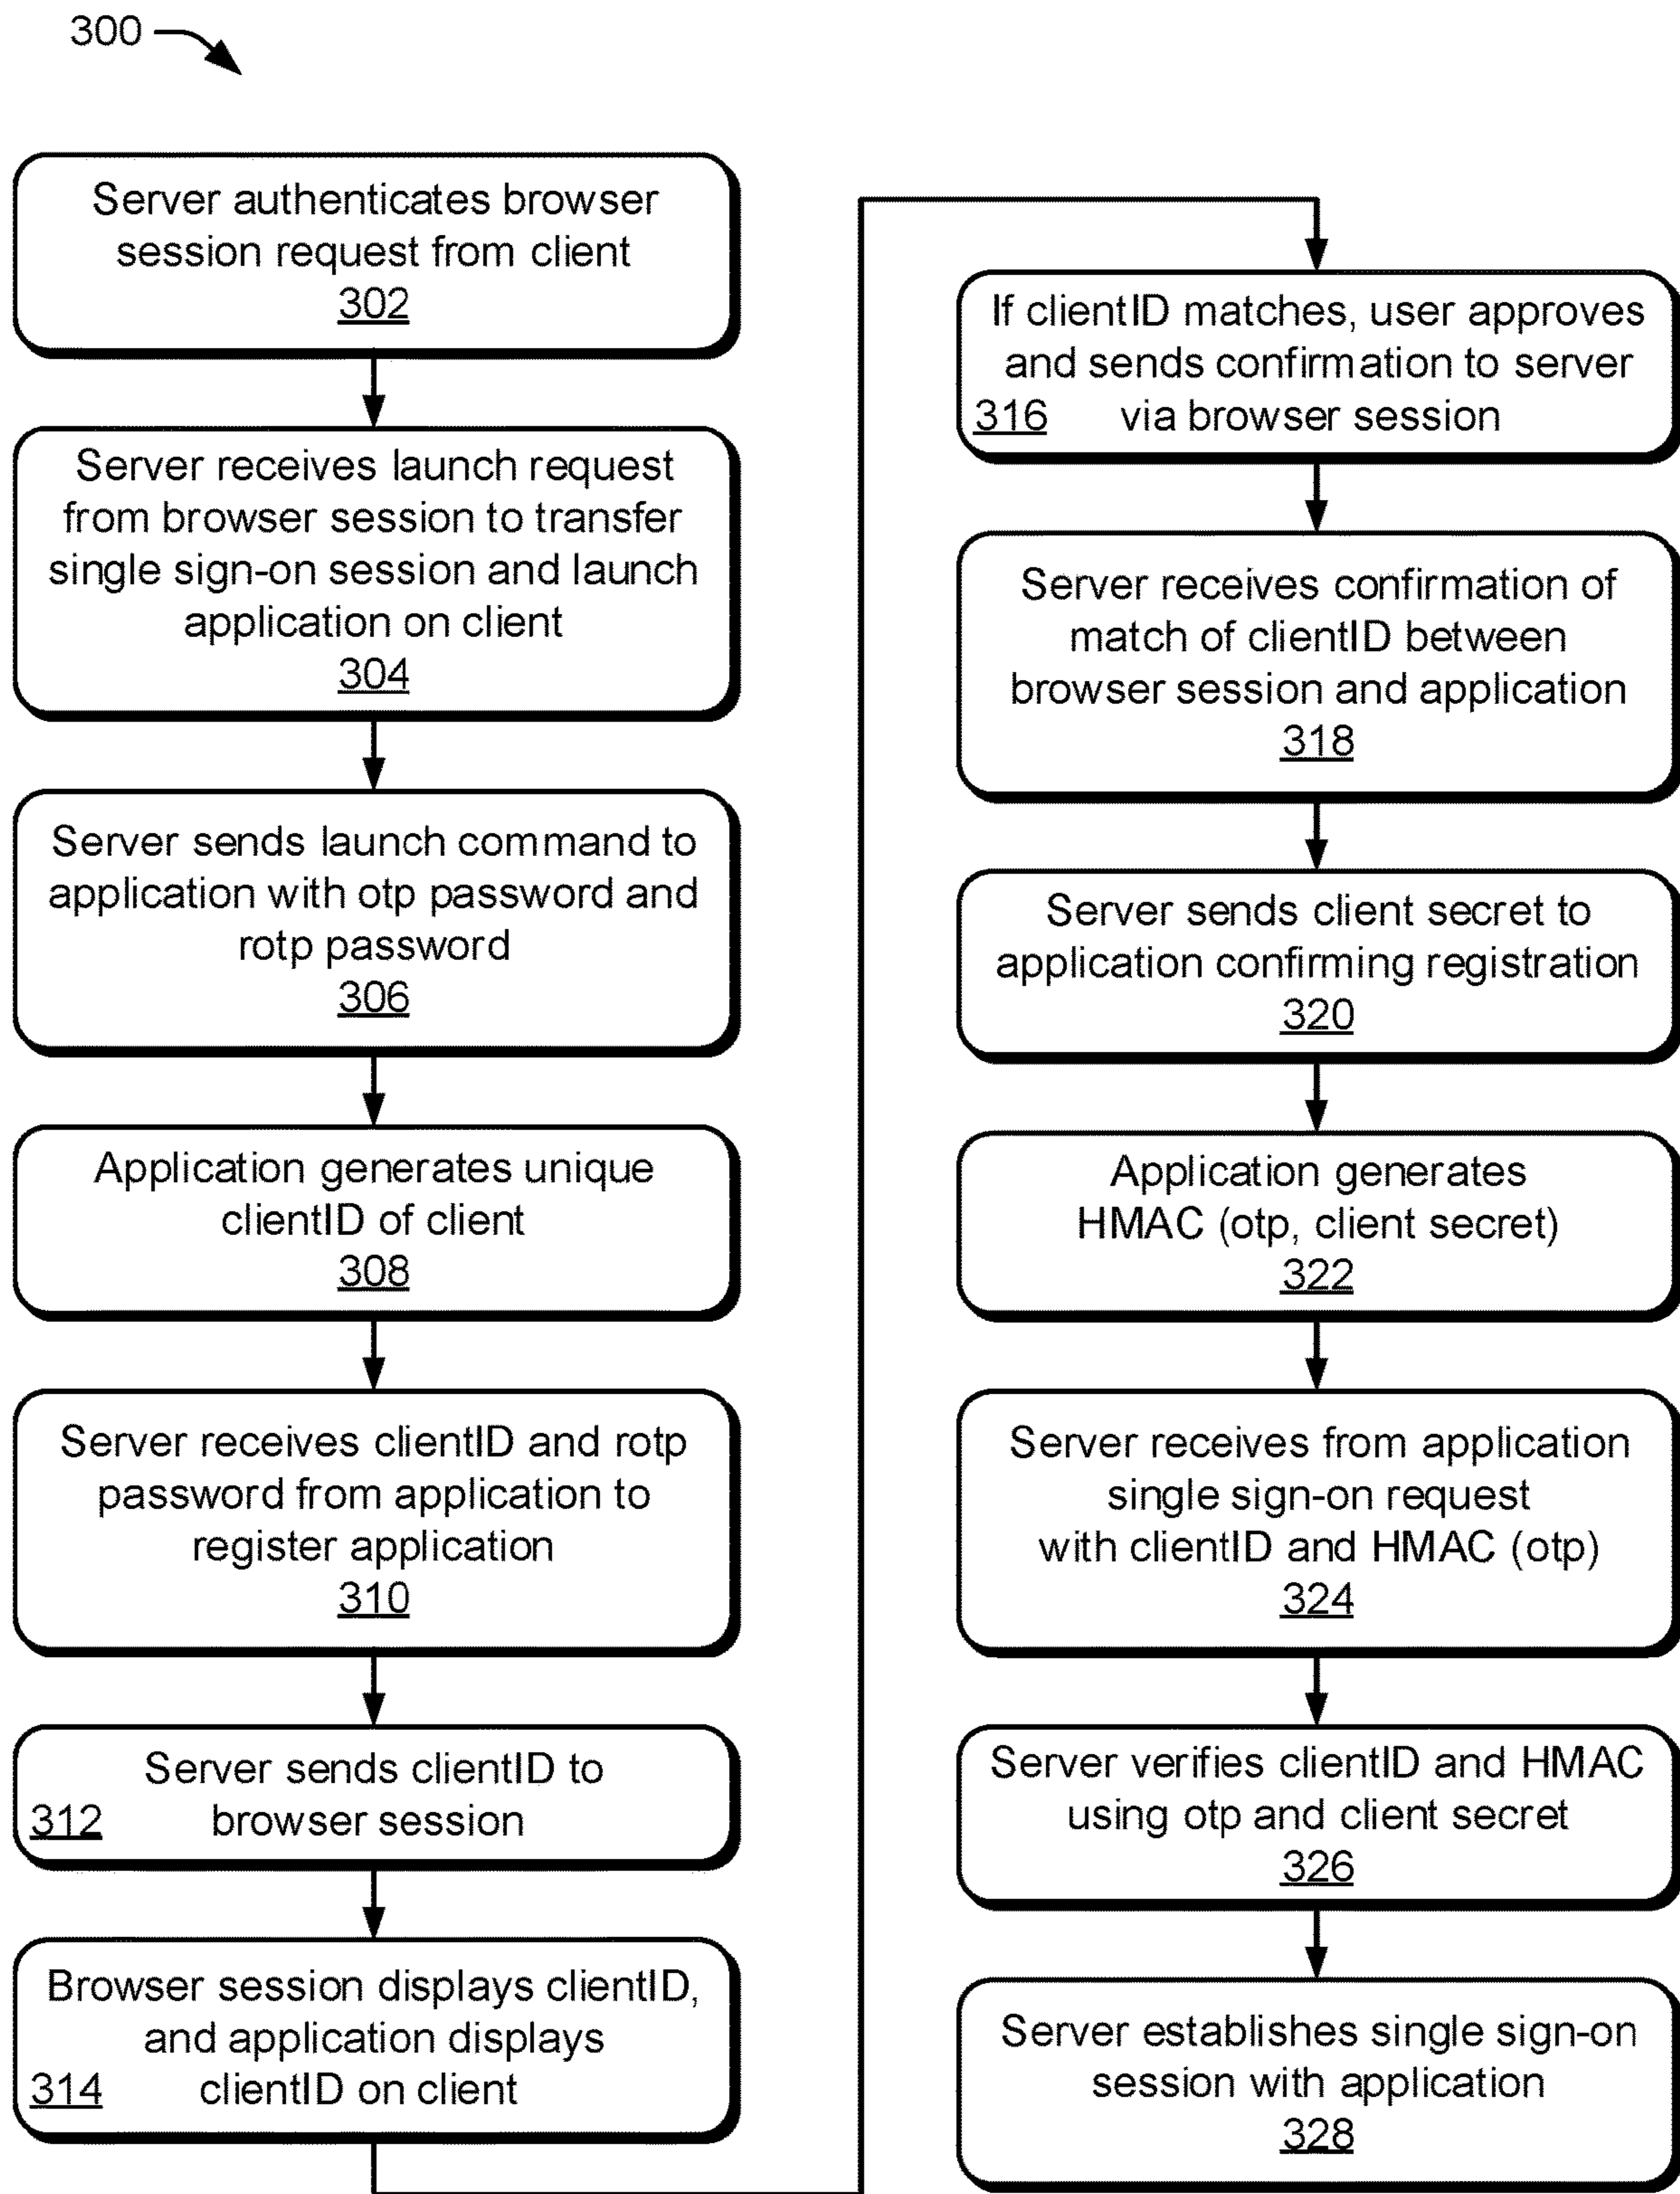 300
Server authenticates browser
session request from client
302
Server receives launch request
from browser session to transfer
single sign-on session and launch
application on client
304
Server sends launch command to
application with otp password and
rotp password
306
Application generates unique
clientID of client
308
Server receives clientID and rotp
password from application to
register application
310
Server sends clientID to
312 browser session
Browser session displays clientID,
and application displays
314 clientID on client
If clientID matches, user approves
and sends confirmation to server
316 via browser session
Server receives confirmation of
match of clientID between
browser session and application
318
Server sends client secret to
application confirming registration
320
Application generates
HMAC (otp, client secret)
322
Server receives from application
single sign-on request
with clientID and HMAC (otp)
324
Server verifies clientID and HMAC
using otp and client secret
326
Server establishes single sign-on
session with application
328